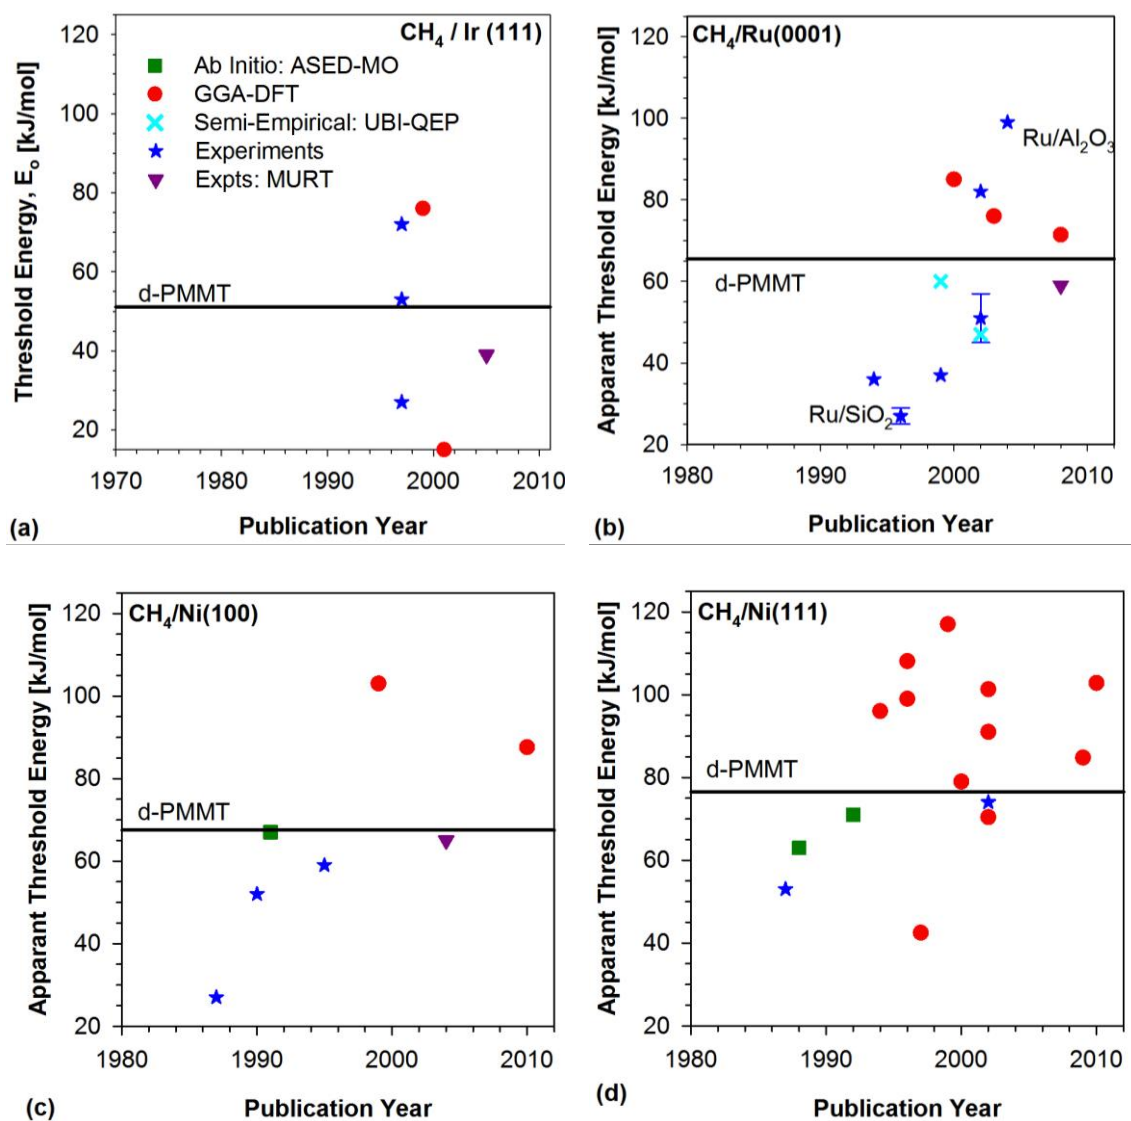 CH4 / Ir (111)
Ab Initio: ASED-MO
GGA-DFT
Semi-Empirical: UBI-QEP
Experiments
Expts: MURT
d-PMMT
Threshold Energy, Eo [kJ/mol]
120
100
80
60
40
20
1970 1980 1990 2000 2010
Publication Year
(a)
CH4/Ru(0001)
Ru/Al2O3
d-PMMT
Ru/SiO2
Apparant Threshold Energy [kJ/mol]
120
100
80
60
40
20
1980 1990 2000 2010
Publication Year
(b)
CH4/Ni(100)
d-PMMT
Apparant Threshold Energy [kJ/mol]
120
100
80
60
40
20
1980 1990 2000 2010
Publication Year
(c)
CH4/Ni(111)
d-PMMT
Apparant Threshold Energy [kJ/mol]
120
100
80
60
40
20
1980 1990 2000 2010
Publication Year
(d)